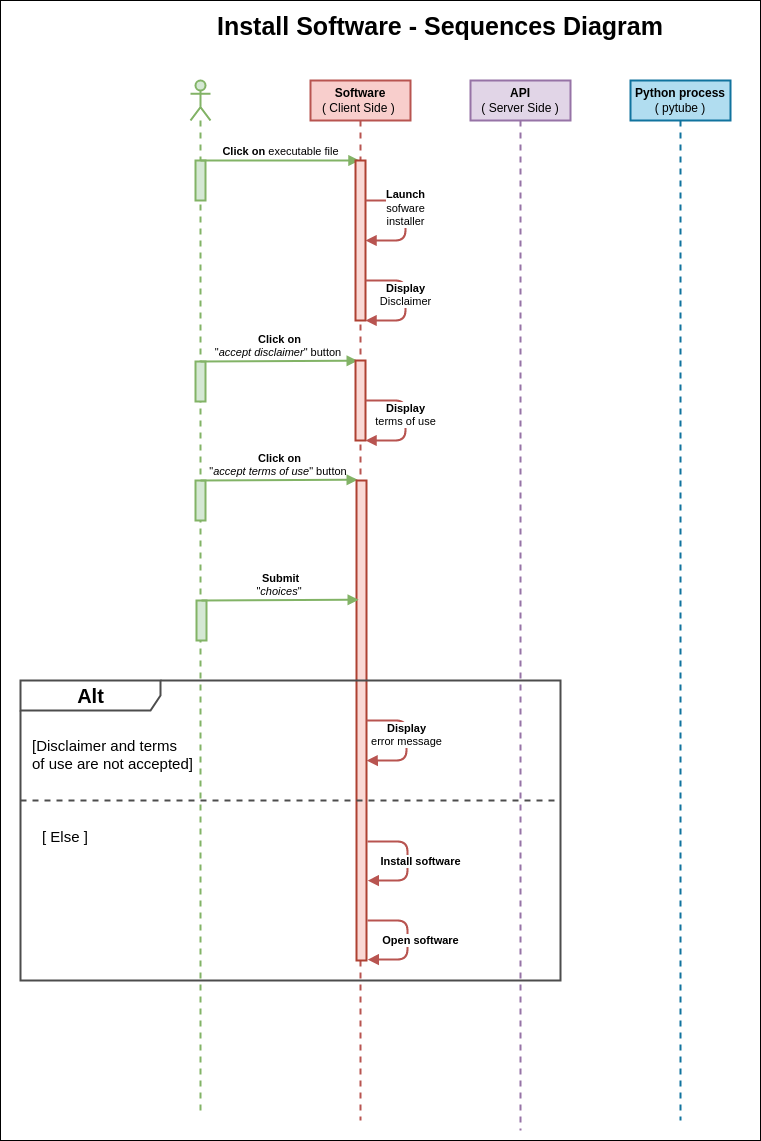 Install Software - Sequences Diagram
Software
( Client Side )
API
( Server Side )
Python process
( pytube )
Click on executable file
Launch
sofware
installer
Display
Disclaimer
Click on
"accept disclaimer" button
Display
terms of use
Click on
"accept terms of use" button
Submit
"choices"
Alt
Display
error message
[Disclaimer and terms
of use are not accepted]
[ Else ]
Install software
Open software